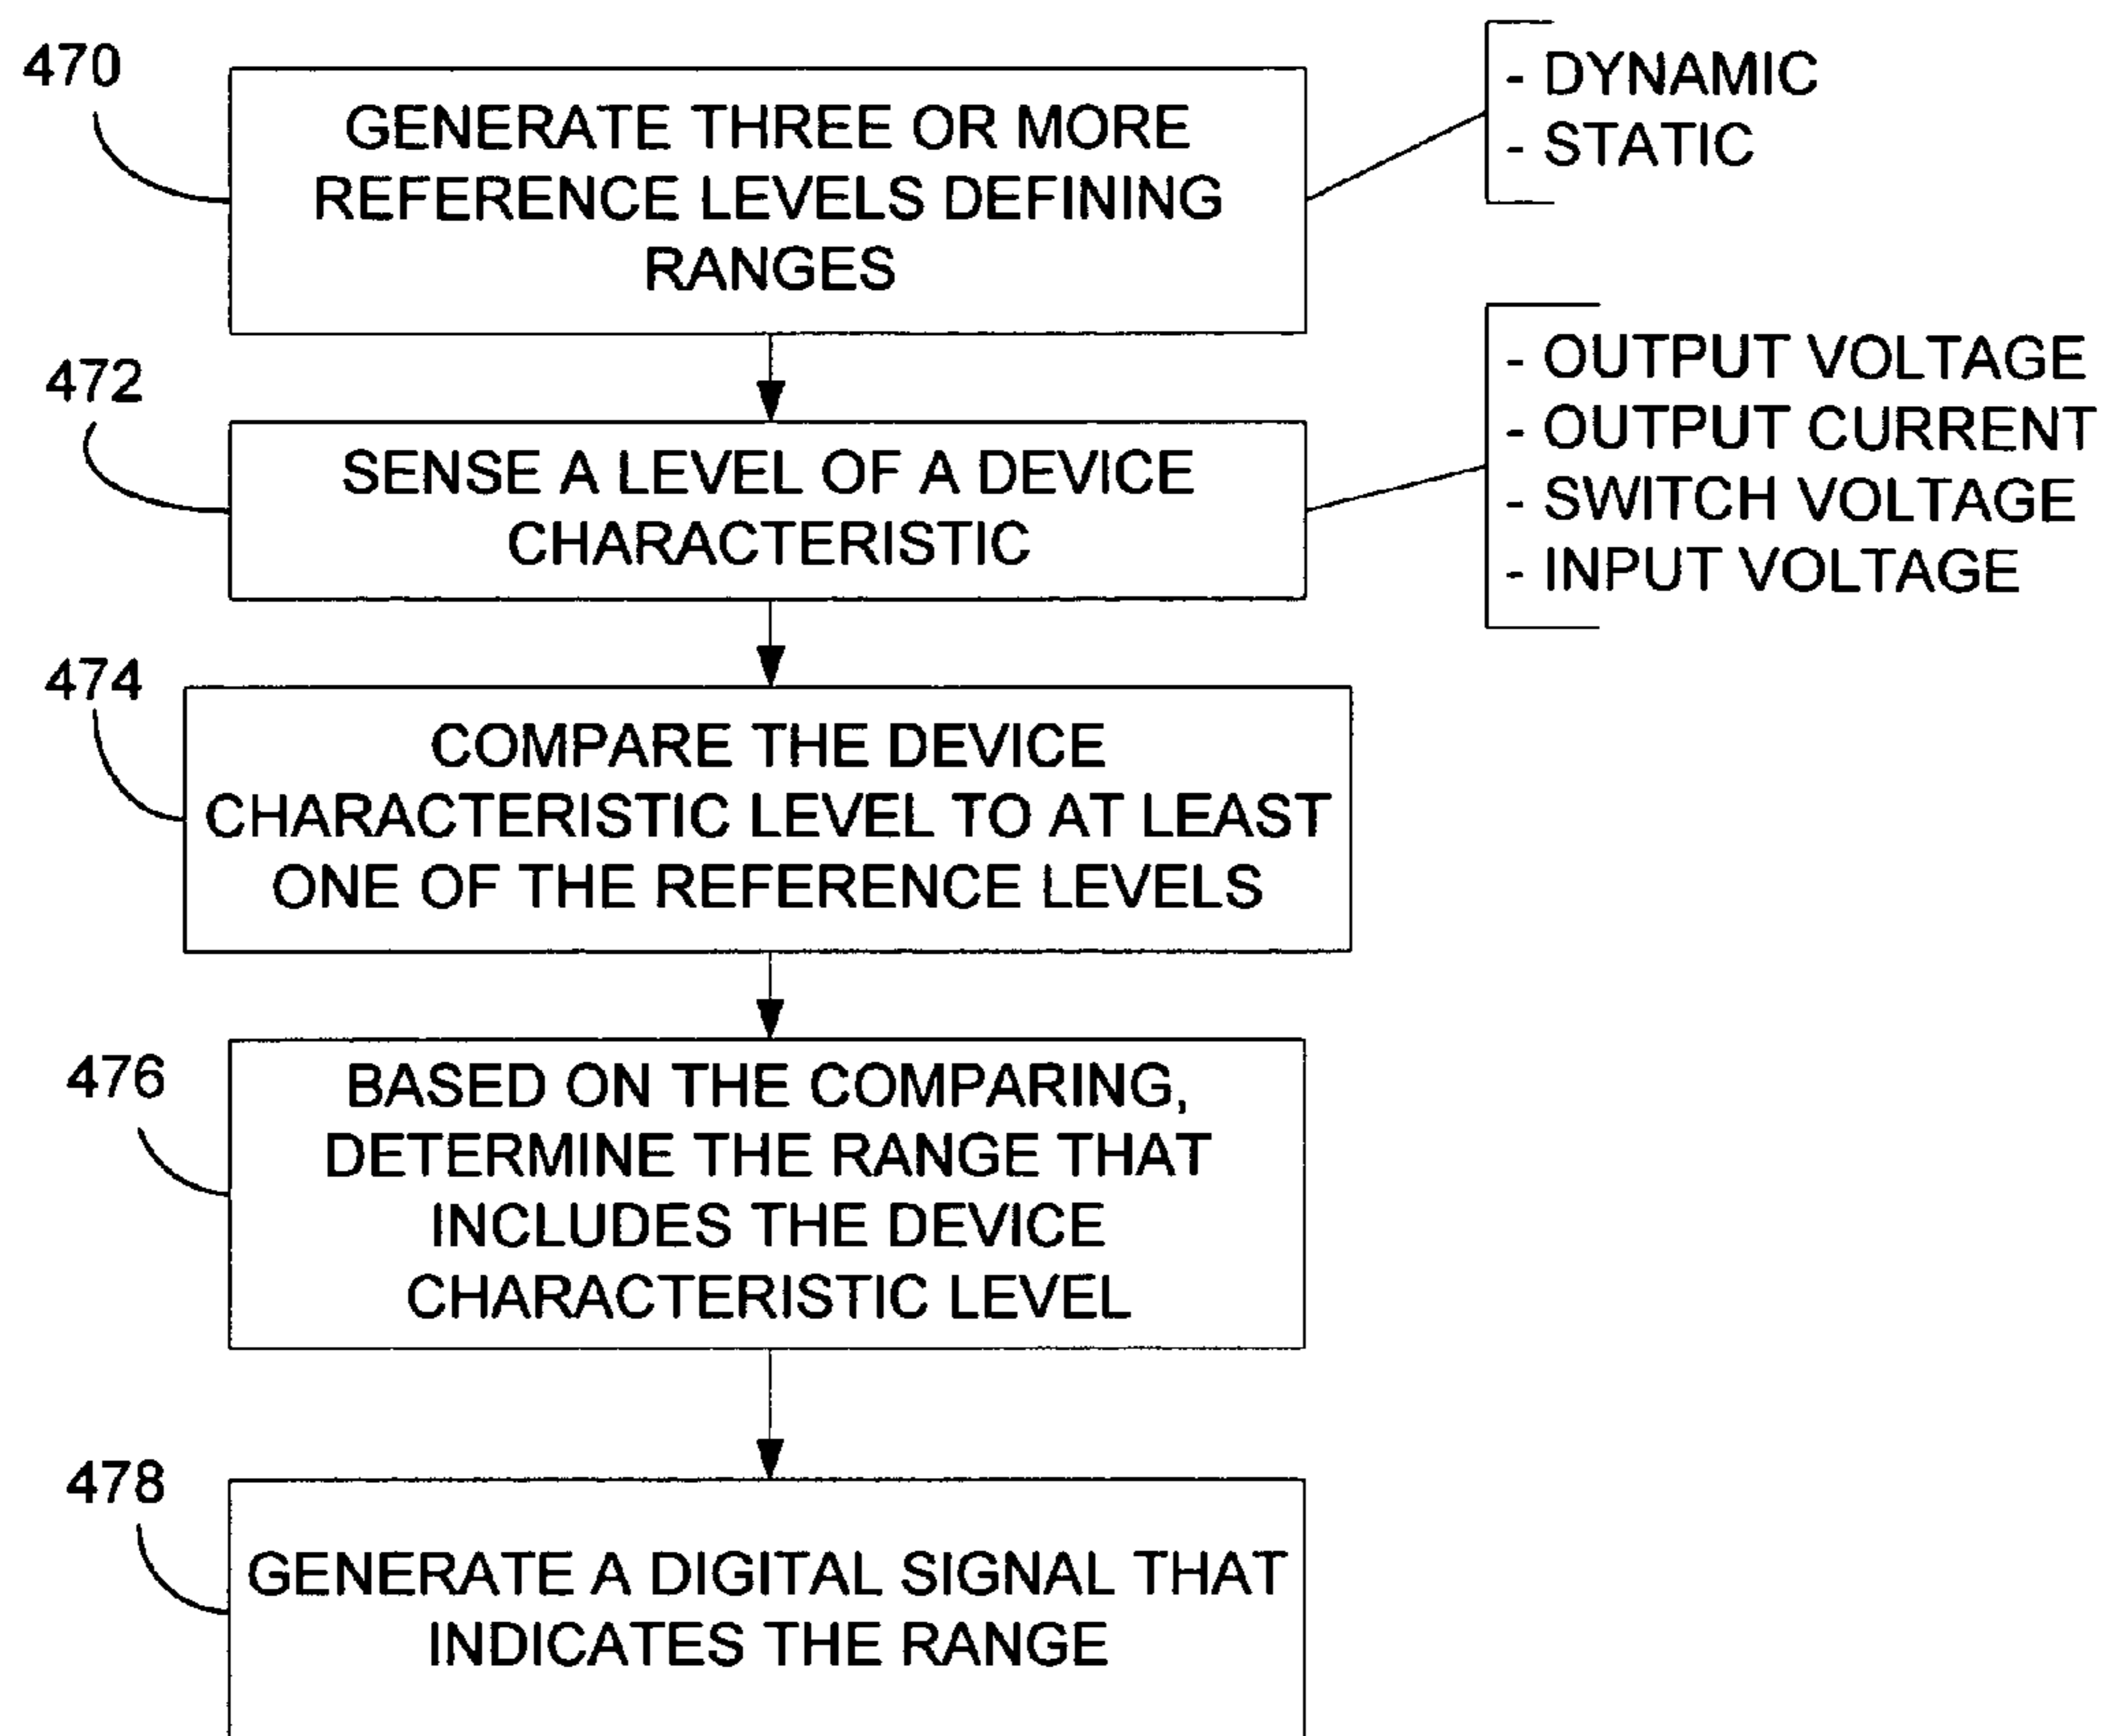 470
GENERATE THREE OR MORE
REFERENCE LEVELS DEFINING
RANGES
- DYNAMIC
- STATIC
472
SENSE A LEVEL OF A DEVICE
CHARACTERISTIC
- OUTPUT VOLTAGE
- OUTPUT CURRENT
- SWITCH VOLTAGE
- INPUT VOLTAGE
474
COMPARE THE DEVICE
CHARACTERISTIC LEVEL TO AT LEAST
ONE OF THE REFERENCE LEVELS
476
BASED ON THE COMPARING,
DETERMINE THE RANGE THAT
INCLUDES THE DEVICE
CHARACTERISTIC LEVEL
478
GENERATE A DIGITAL SIGNAL THAT
INDICATES THE RANGE